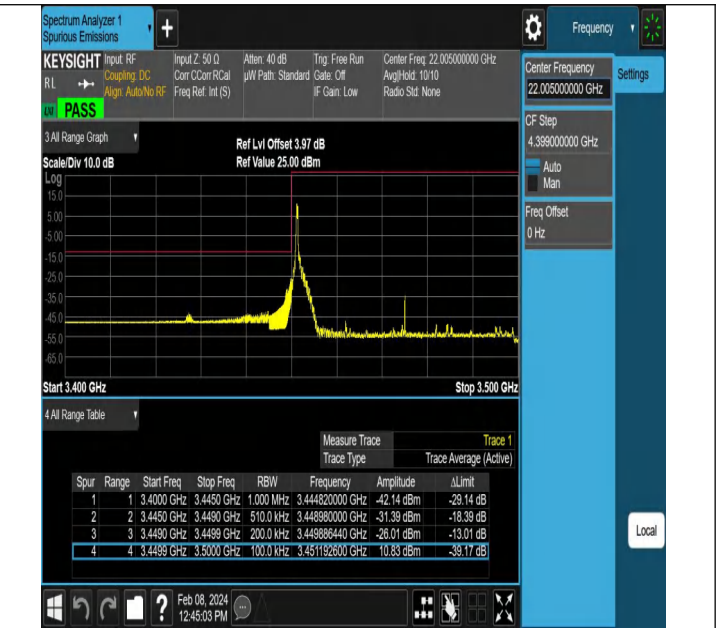 Spectrum Analyzer 1
Spurious Emissions
+
Frequency
KEYSIGHT
Input: RF
Coupling: DC
Align: Auto/No RF
Input Z: 50 Ω
Corr CCorr RCal
Freq Ref: Int (S)
Atten: 40 dB
µW Path: Standard
Trig: Free Run
Gate: Off
IF Gain: Low
Center Freq: 22.005000000 GHz
Avg|Hold: 10/10
Radio Std: None
RL
LXI
PASS
Center Frequency
22.005000000 GHz
Settings
CF Step
4.399000000 GHz
Auto
Man
Freq Offset
0 Hz
3 All Range Graph
Ref Lvl Offset 3.97 dB
Scale/Div 10.0 dB
Ref Value 25.00 dBm
Log
15.0
5.00
-5.00
-15.0
-25.0
-35.0
-45.0
-55.0
-65.0
Start 3.400 GHz
Stop 3.500 GHz
4 All Range Table
Measure Trace Trace 1
Trace Type Trace Average (Active)
Spur Range Start Freq Stop Freq RBW Frequency Amplitude ΔLimit
1 1 3.4000 GHz 3.4450 GHz 1.000 MHz 3.444820000 GHz -42.14 dBm -29.14 dB
2 2 3.4450 GHz 3.4490 GHz 510.0 kHz 3.448980000 GHz -31.39 dBm -18.39 dB
3 3 3.4490 GHz 3.4499 GHz 200.0 kHz 3.449886440 GHz -26.01 dBm -13.01 dB
4 4 3.4499 GHz 3.5000 GHz 100.0 kHz 3.451192600 GHz 10.83 dBm -39.17 dB
Local
?
Feb 08, 2024
12:45:03 PM